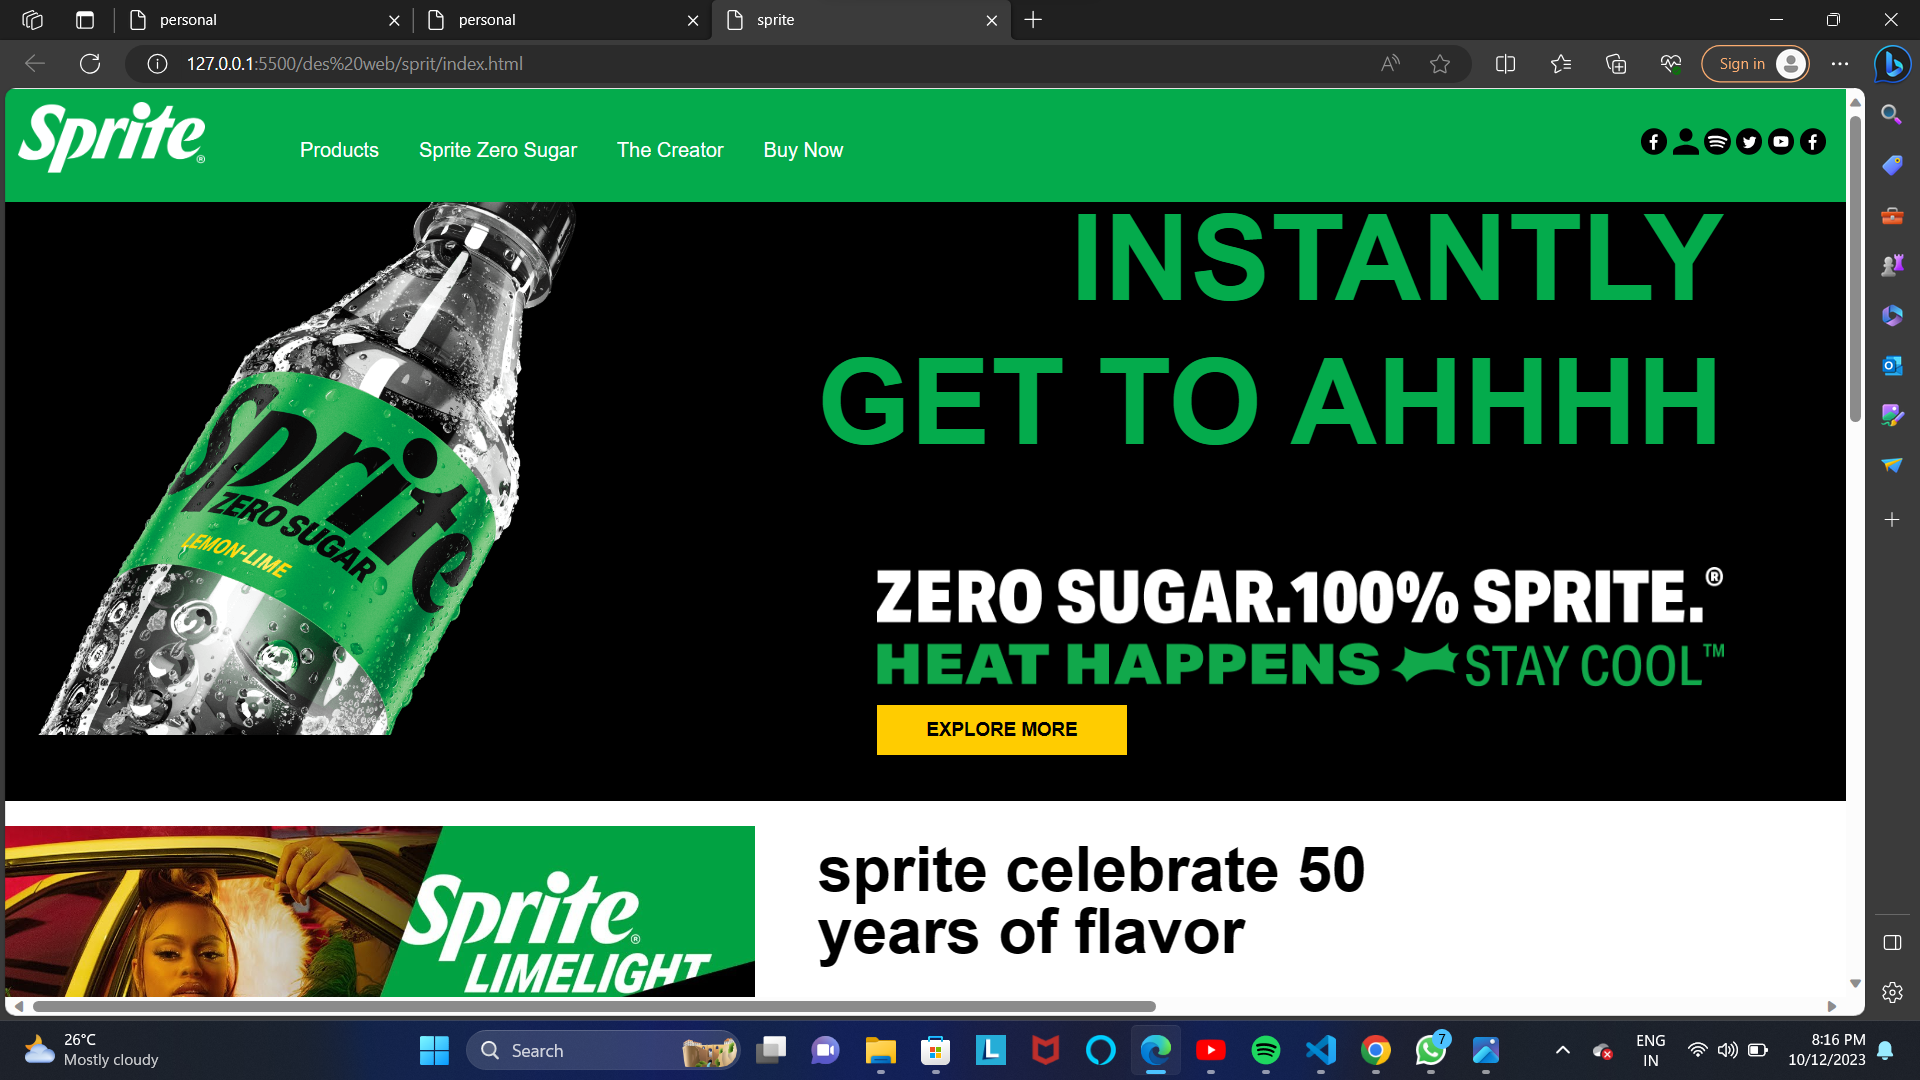 personal
personal
sprite
127.0.0.1:5500/des%20web/sprit/index.html
Sign in
Sprite®
Products
Sprite Zero Sugar
The Creator
Buy Now
INSTANTLY
GET TO AHHHH
Sprite
ZERO SUGAR
LEMON-LIME
ZERO SUGAR.100% SPRITE.®
HEAT HAPPENS STAY COOL™
EXPLORE MORE
Sprite®
LIMELIGHT
sprite celebrate 50
years of flavor
26°C
Mostly cloudy
Search
L
7
ENG
IN
8:16 PM
10/12/2023